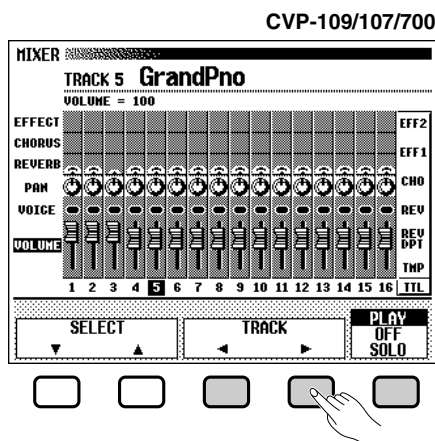 CVP-109/107/700
MIXER
TRACK 5 GrandPno
VOLUME = 100
EFFECT
CHORUS
REVERB
PAN
VOICE
VOLUME
EFF2
EFF1
CHO
REV
REV DPT
TMP
TTL
1 2 3 4 5 6 7 8 9 10 11 12 13 14 15 16
SELECT
▼ ▲
TRACK
◀ ▶
PLAY
OFF
SOLO